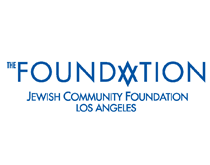 THE FOUNDATION
JEWISH COMMUNITY FOUNDATION
LOS ANGELES